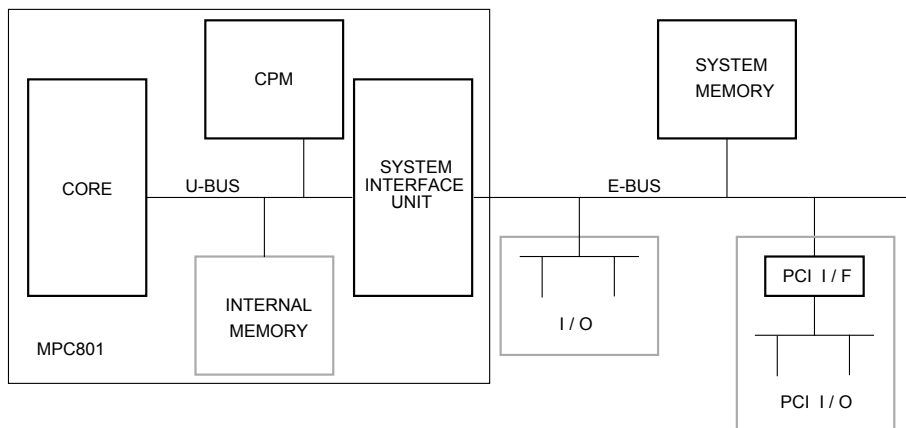 CPM
SYSTEM
MEMORY
CORE
U-BUS
SYSTEM
INTERFACE
UNIT
E-BUS
INTERNAL
MEMORY
I / O
PCI I / F
MPC801
PCI I / O